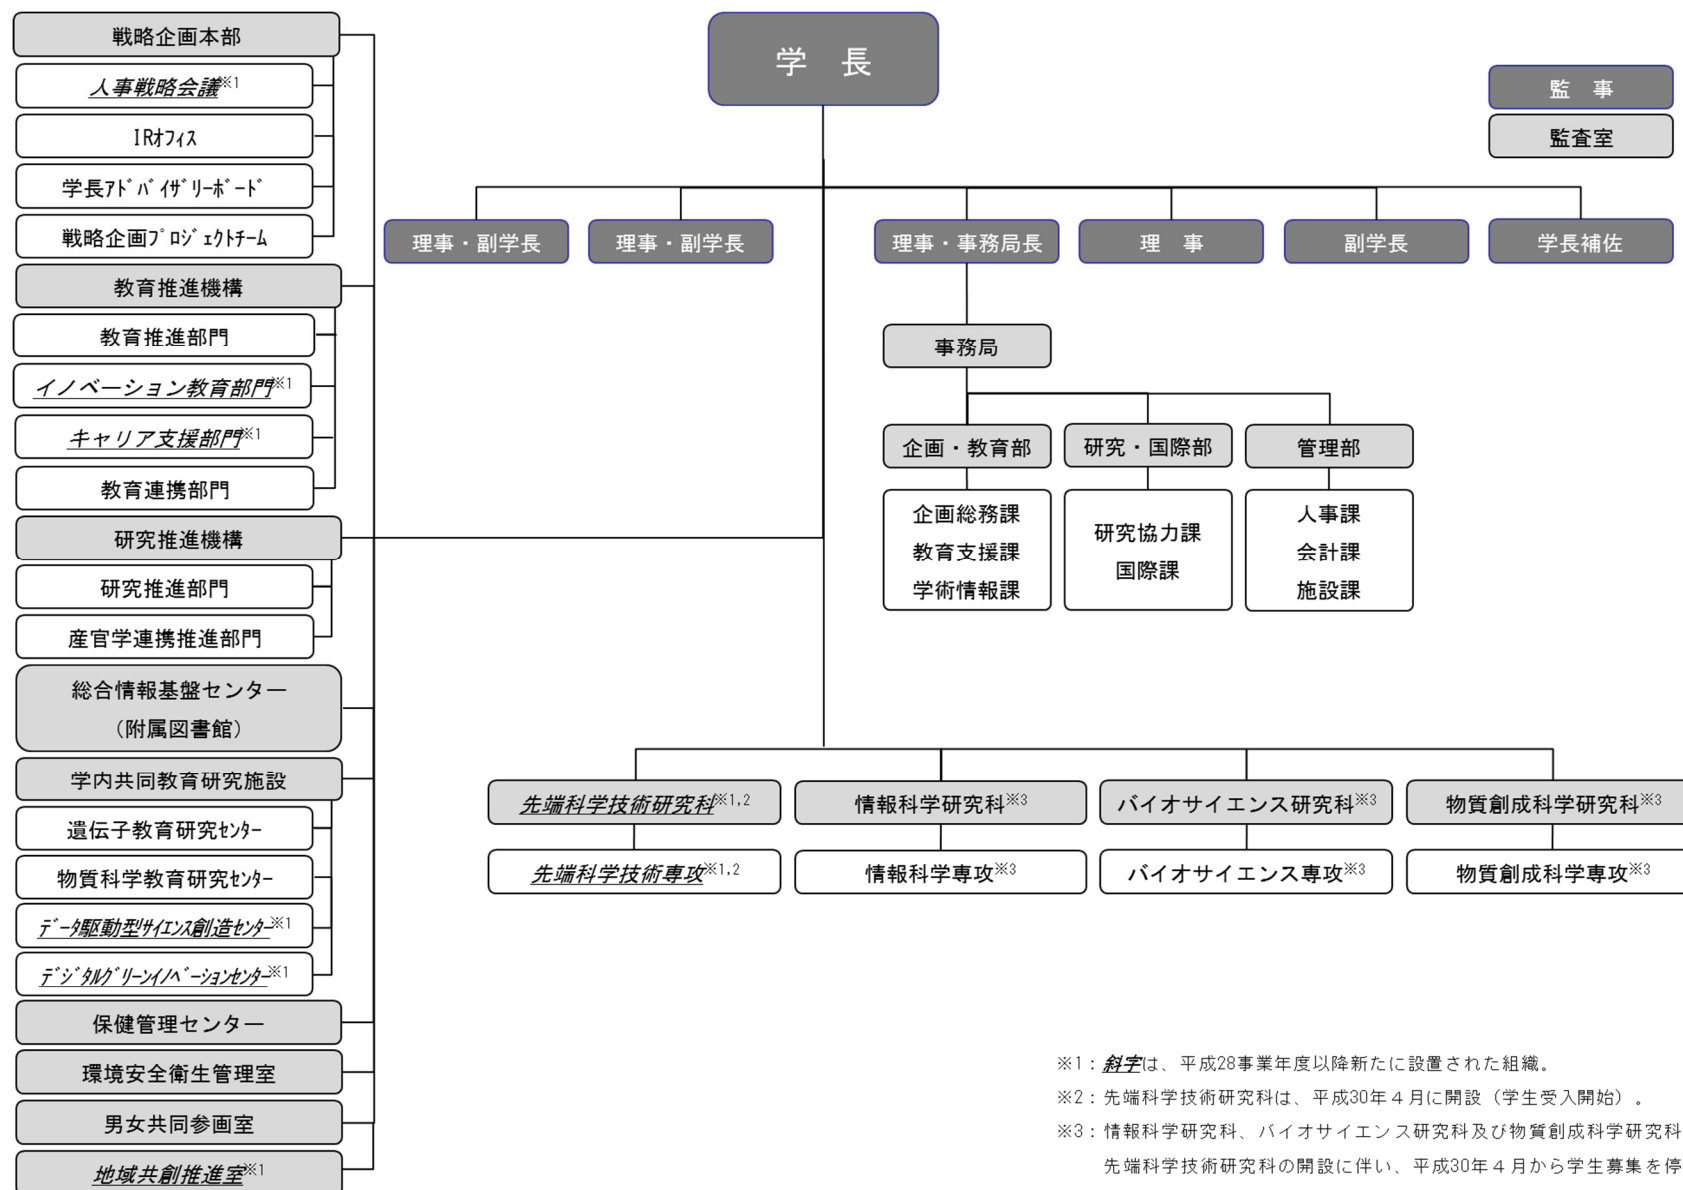 学　長
監　事
監査室
理事・副学長
理事・副学長
理事・事務局長
理　事
副学長
学長補佐
事務局
企画・教育部
研究・国際部
管理部
企画総務課
教育支援課
学術情報課
研究協力課
国際課
人事課
会計課
施設課
戦略企画本部
人事戦略会議※1
IRｵﾌｨｽ
学長ｱﾄﾞﾊﾞｲｻﾞﾘｰﾎﾞｰﾄﾞ
戦略企画ﾌﾟﾛｼﾞｪｸﾄﾁｰﾑ
教育推進機構
教育推進部門
イノベーション教育部門※1
キャリア支援部門※1
教育連携部門
研究推進機構
研究推進部門
産官学連携推進部門
総合情報基盤センター
（附属図書館）
学内共同教育研究施設
遺伝子教育研究ｾﾝﾀｰ
物質科学教育研究ｾﾝﾀｰ
ﾃﾞｰﾀ駆動型ｻｲｴﾝｽ創造ｾﾝﾀｰ※1
ﾃﾞｼﾞﾀﾙｸﾞﾘｰﾝｲﾉﾍﾞｰｼｮﾝｾﾝﾀｰ※1
保健管理センター
環境安全衛生管理室
男女共同参画室
地域共創推進室※1
先端科学技術研究科※1,2
情報科学研究科※3
バイオサイエンス研究科※3
物質創成科学研究科※3
先端科学技術専攻※1,2
情報科学専攻※3
バイオサイエンス専攻※3
物質創成科学専攻※3
※1：斜字は、平成28事業年度以降新たに設置された組織。
※2：先端科学技術研究科は、平成30年４月に開設（学生受入開始）。
※3：情報科学研究科、バイオサイエンス研究科及び物質創成科学研究科
先端科学技術研究科の開設に伴い、平成30年４月から学生募集を停